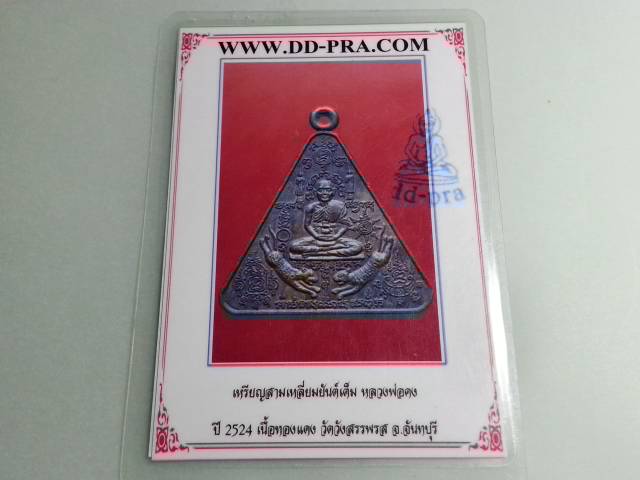 WWW.DD-PRA.COM
ld-pra
เหรียญสามเหลี่ยมยันต์เต็ม หลวงพ่อคง
ปี 2524 เนื้อทองแดง วัดวังสรรพรส จ.จันทบุรี